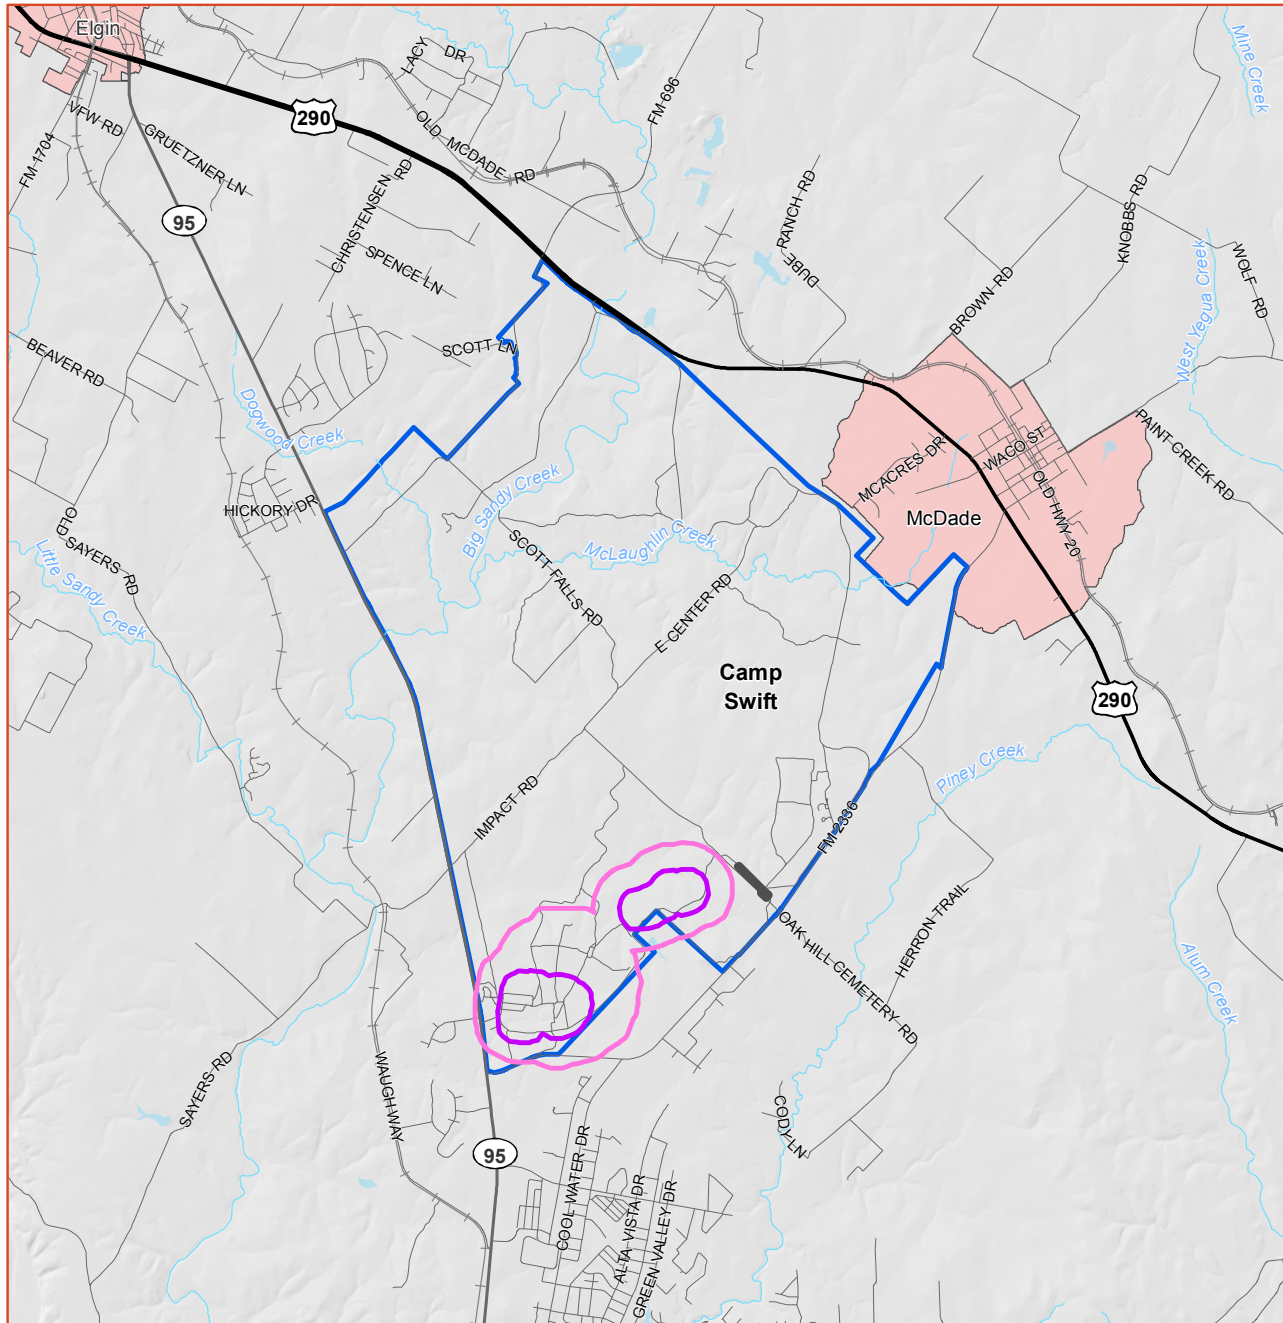 Elgin
LACY
DR
Mine Creek
FM 696
290
VFW RD
GRUETZNER LN
OLD MCDADE RD
FM 1704
CHRISTENSEN
RD
95
SPENCE LN
DUBE
RANCH RD
KNOBBS RD
WOLF RD
West Yegua Creek
BROWN RD
BEAVER RD
SCOTT LN
Dogwood Creek
PAINT CREEK RD
MCACRES DR
WACO ST
OLD HWY 20
McDade
HICKORY DR
Big Sandy Creek
OLD
SAYERS RD
Little Sandy Creek
McLaughlin Creek
SCOTT FALLS RD
E CENTER RD
Camp
Swift
290
Piney Creek
IMPACT RD
FM 2336
OAK HILL CEMETERY RD
HERRON TRAIL
Alum Creek
SAYERS RD
WAUGH WAY
CODY LN
95
COOL WATER DR
ALTA VISTA DR
GREEN VALLEY DR